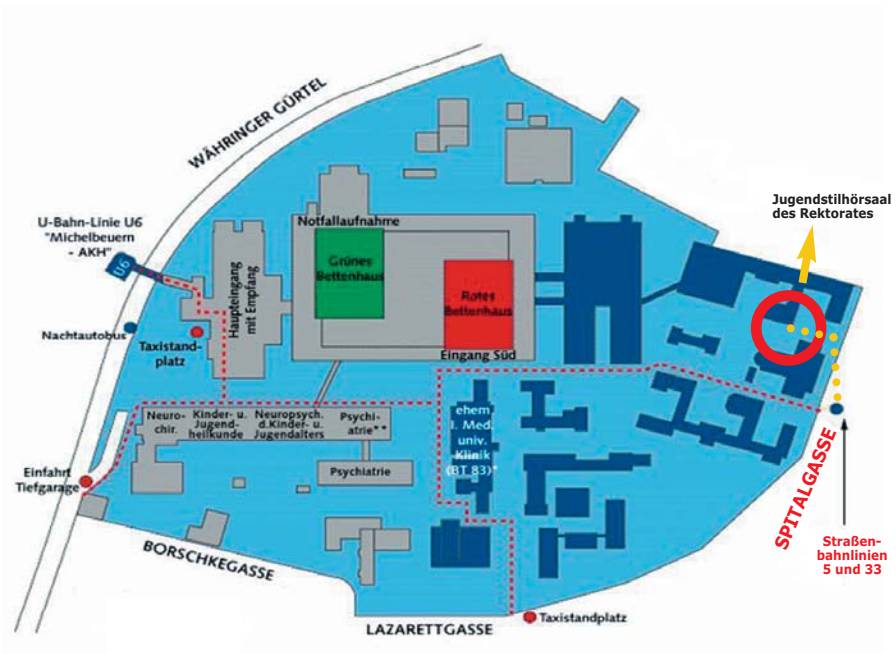 WÄHRINGER GÜRTEL
Jugendstilhörsaal
des Rektorates
U-Bahn-Linie U6
"Michelbeuern
- AKH"
U6
Notfallaufnahme
Grünes
Bettenhaus
Haupteingang
mit Empfang
Rotes
Bettenhaus
Nachtautobus
Taxistand-
platz
Eingang Süd
Neuro-
chir.
Kinder- u.
Jugend-
heilkunde
Neuropsych.
d.Kinder- u.
Jugendalters
Psychi-
atrie**
ehem
I. Med.
univ.
Klinik
(BT 83)*
Psychiatrie
Einfahrt
Tiefgarage
SPITALGASSE
Straßen-
bahnlinien
5 und 33
BORSCHKEGASSE
LAZARETTGASSE
Taxistandplatz